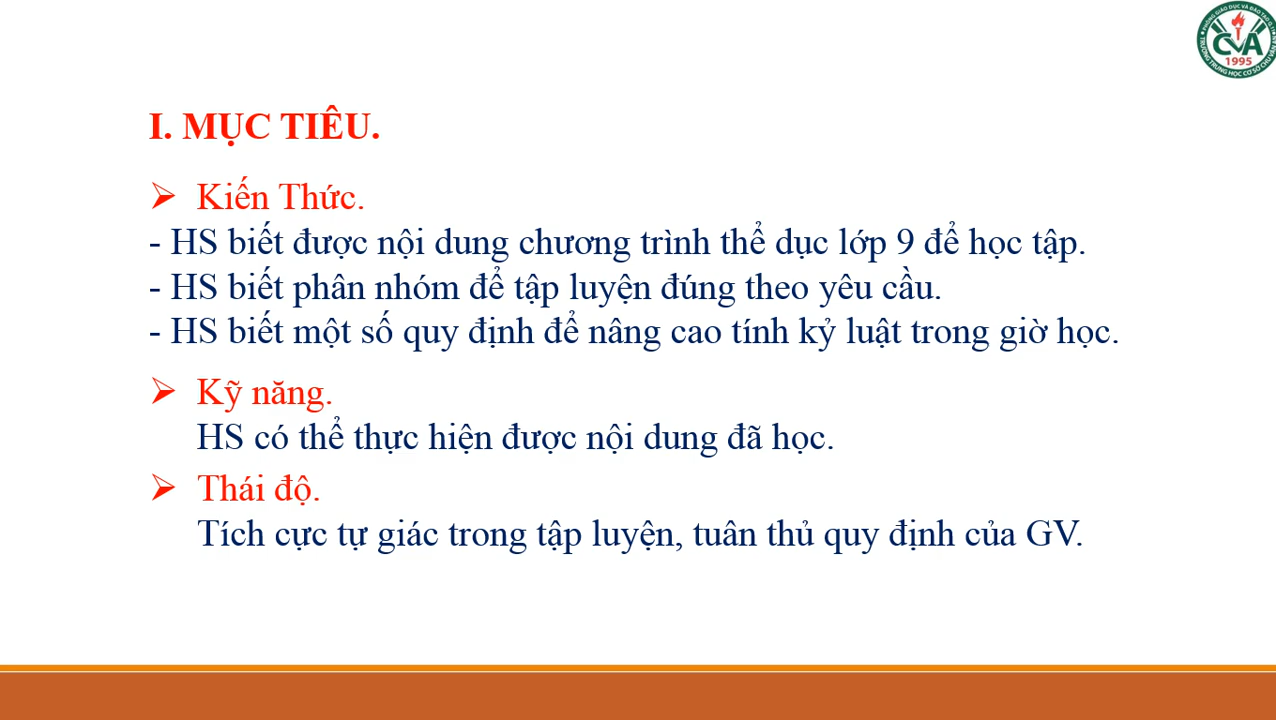 CVA
1995
I. MỤC TIÊU.
Kiến Thức.
- HS biết được nội dung chương trình thể dục lớp 9 để học tập.
- HS biết phân nhóm để tập luyện đúng theo yêu cầu.
- HS biết một số quy định để nâng cao tính kỷ luật trong giờ học.
Kỹ năng.
HS có thể thực hiện được nội dung đã học.
Thái độ.
Tích cực tự giác trong tập luyện, tuân thủ quy định của GV.